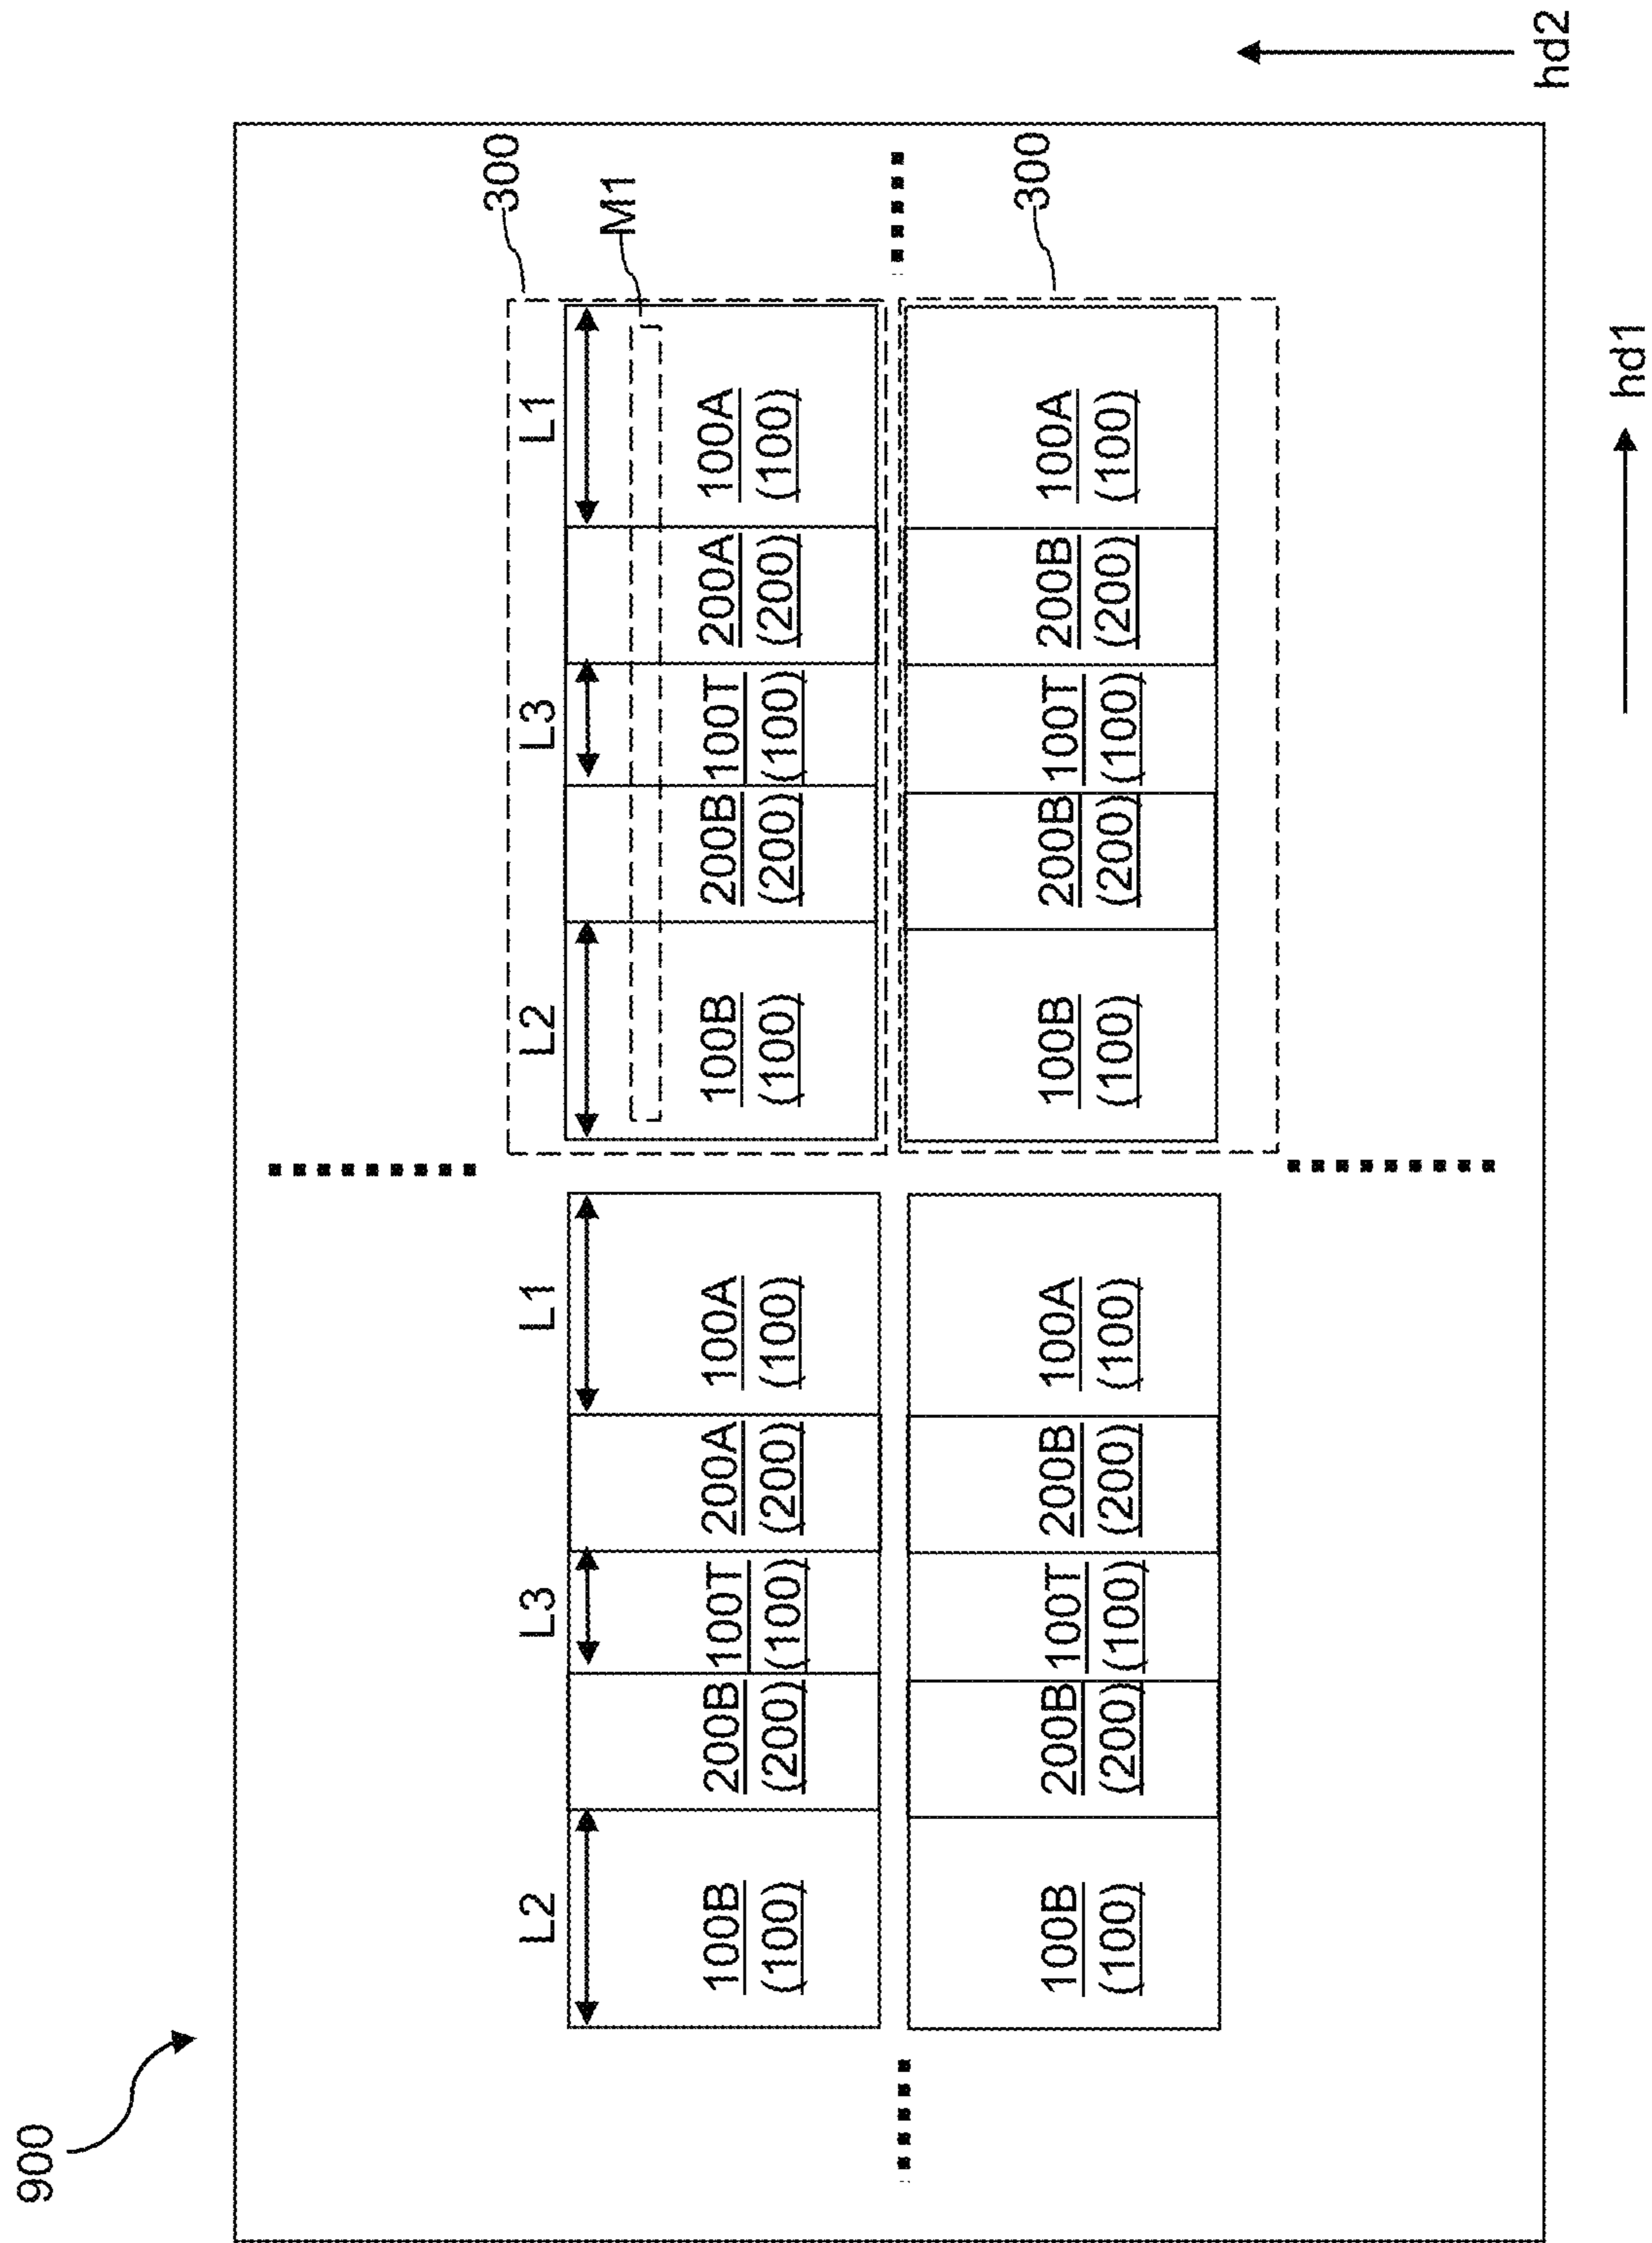 900
L2 L3 L1 L2 L3 L1 300
M1
100B 200B 100T 200A 100A 100B 200B 100T 200A 100A
(100) (200) (100) (200) (100) (100) (200) (100) (200) (100)
300
100B 200B 100T 200B 100A 100B 200B 100T 200B 100A
(100) (200) (100) (200) (100) (100) (200) (100) (200) (100)
hd2
hd1